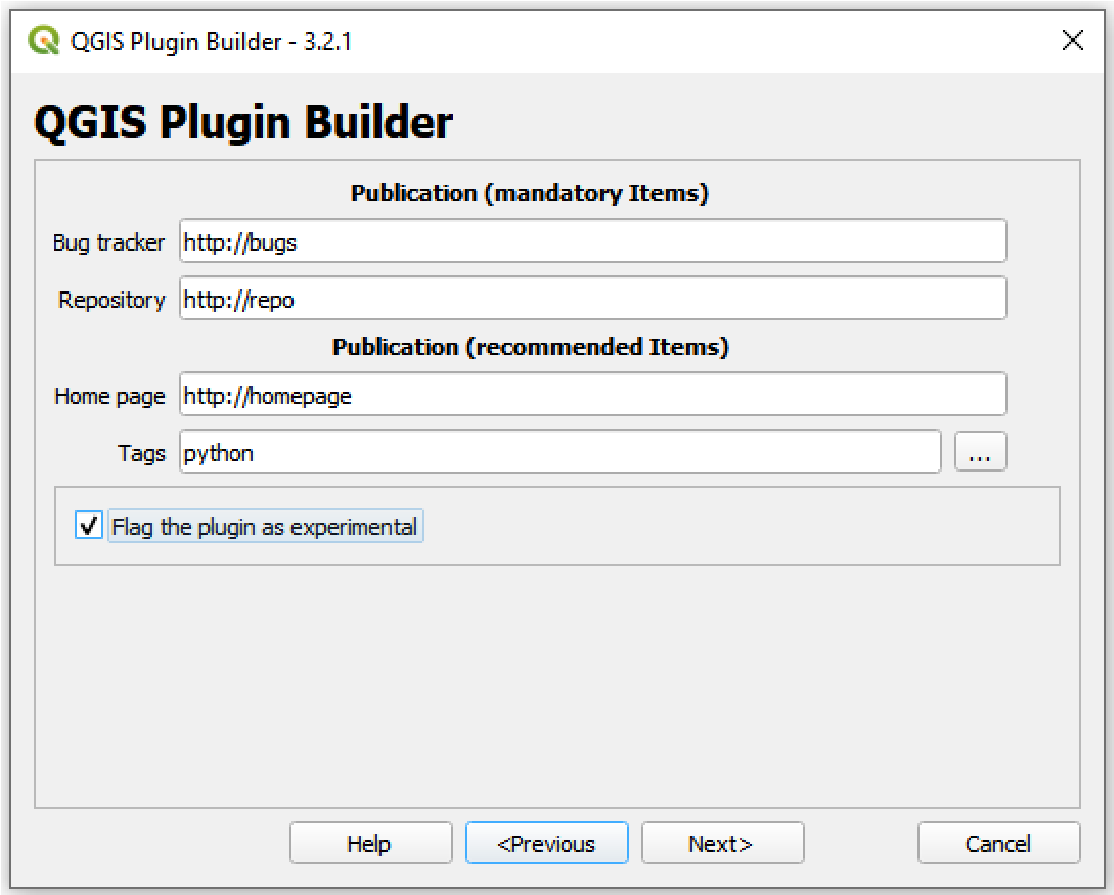 QGIS Plugin Builder - 3.2.1
QGIS Plugin Builder
Publication (mandatory Items)
Bug tracker http://bugs
Repository http://repo
Publication (recommended Items)
Home page http://homepage
Tags python ...
Flag the plugin as experimental
Help <Previous Next> Cancel